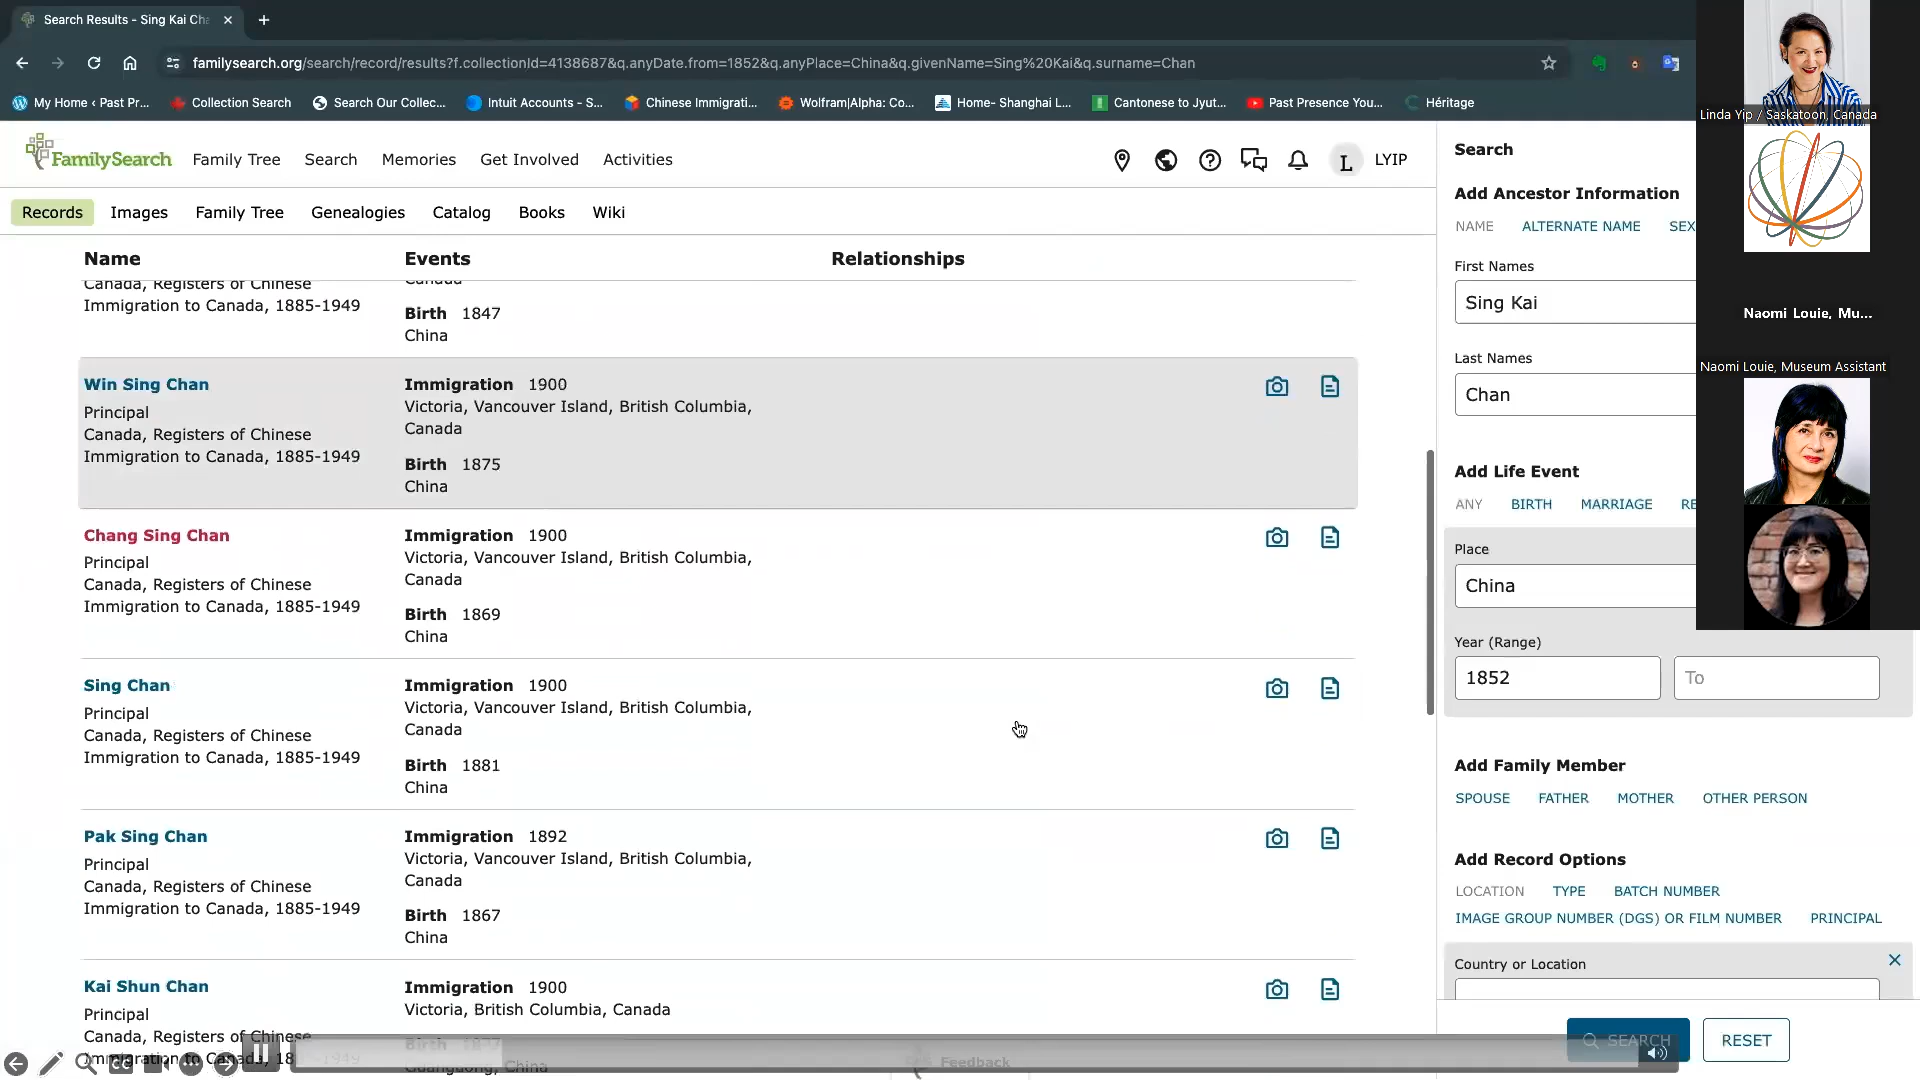 Search Results - Sing Kai Cha
familysearch.org/search/record/results?f.collectionId=4138687&q.anyDate.from=1852&q.anyPlace=China&q.givenName=Sing%20Kai&q.surname=Chan
My Home ‹ Past Pr... Collection Search Search Our Collec... Intuit Accounts - S... Chinese Immigrati... Wolfram|Alpha: Co... Home- Shanghai L... Cantonese to Jyut... Past Presence You... Héritage
FamilySearch Family Tree Search Memories Get Involved Activities L LYIP
Records Images Family Tree Genealogies Catalog Books Wiki
Name Events Relationships
Canada, Registers of Chinese
Immigration to Canada, 1885-1949
Canada
Birth 1847
China
Win Sing Chan
Principal
Canada, Registers of Chinese
Immigration to Canada, 1885-1949
Immigration 1900
Victoria, Vancouver Island, British Columbia,
Canada
Birth 1875
China
Chang Sing Chan
Principal
Canada, Registers of Chinese
Immigration to Canada, 1885-1949
Immigration 1900
Victoria, Vancouver Island, British Columbia,
Canada
Birth 1869
China
Sing Chan
Principal
Canada, Registers of Chinese
Immigration to Canada, 1885-1949
Immigration 1900
Victoria, Vancouver Island, British Columbia,
Canada
Birth 1881
China
Pak Sing Chan
Principal
Canada, Registers of Chinese
Immigration to Canada, 1885-1949
Immigration 1892
Victoria, Vancouver Island, British Columbia,
Canada
Birth 1867
China
Kai Shun Chan
Principal
Canada, Registers of Chinese
Immigration to Canada, 18
Immigration 1900
Victoria, British Columbia, Canada
Birth
China
Feedback
CC
Search
Add Ancestor Information
NAME ALTERNATE NAME SEX
First Names
Sing Kai
Last Names
Chan
Add Life Event
ANY BIRTH MARRIAGE RE
Place
China
Year (Range)
1852 To
Add Family Member
SPOUSE FATHER MOTHER OTHER PERSON
Add Record Options
LOCATION TYPE BATCH NUMBER
IMAGE GROUP NUMBER (DGS) OR FILM NUMBER PRINCIPAL
Country or Location
SEARCH RESET
Linda Yip / Saskatoon, Canada
Naomi Louie, Mu...
Naomi Louie, Museum Assistant